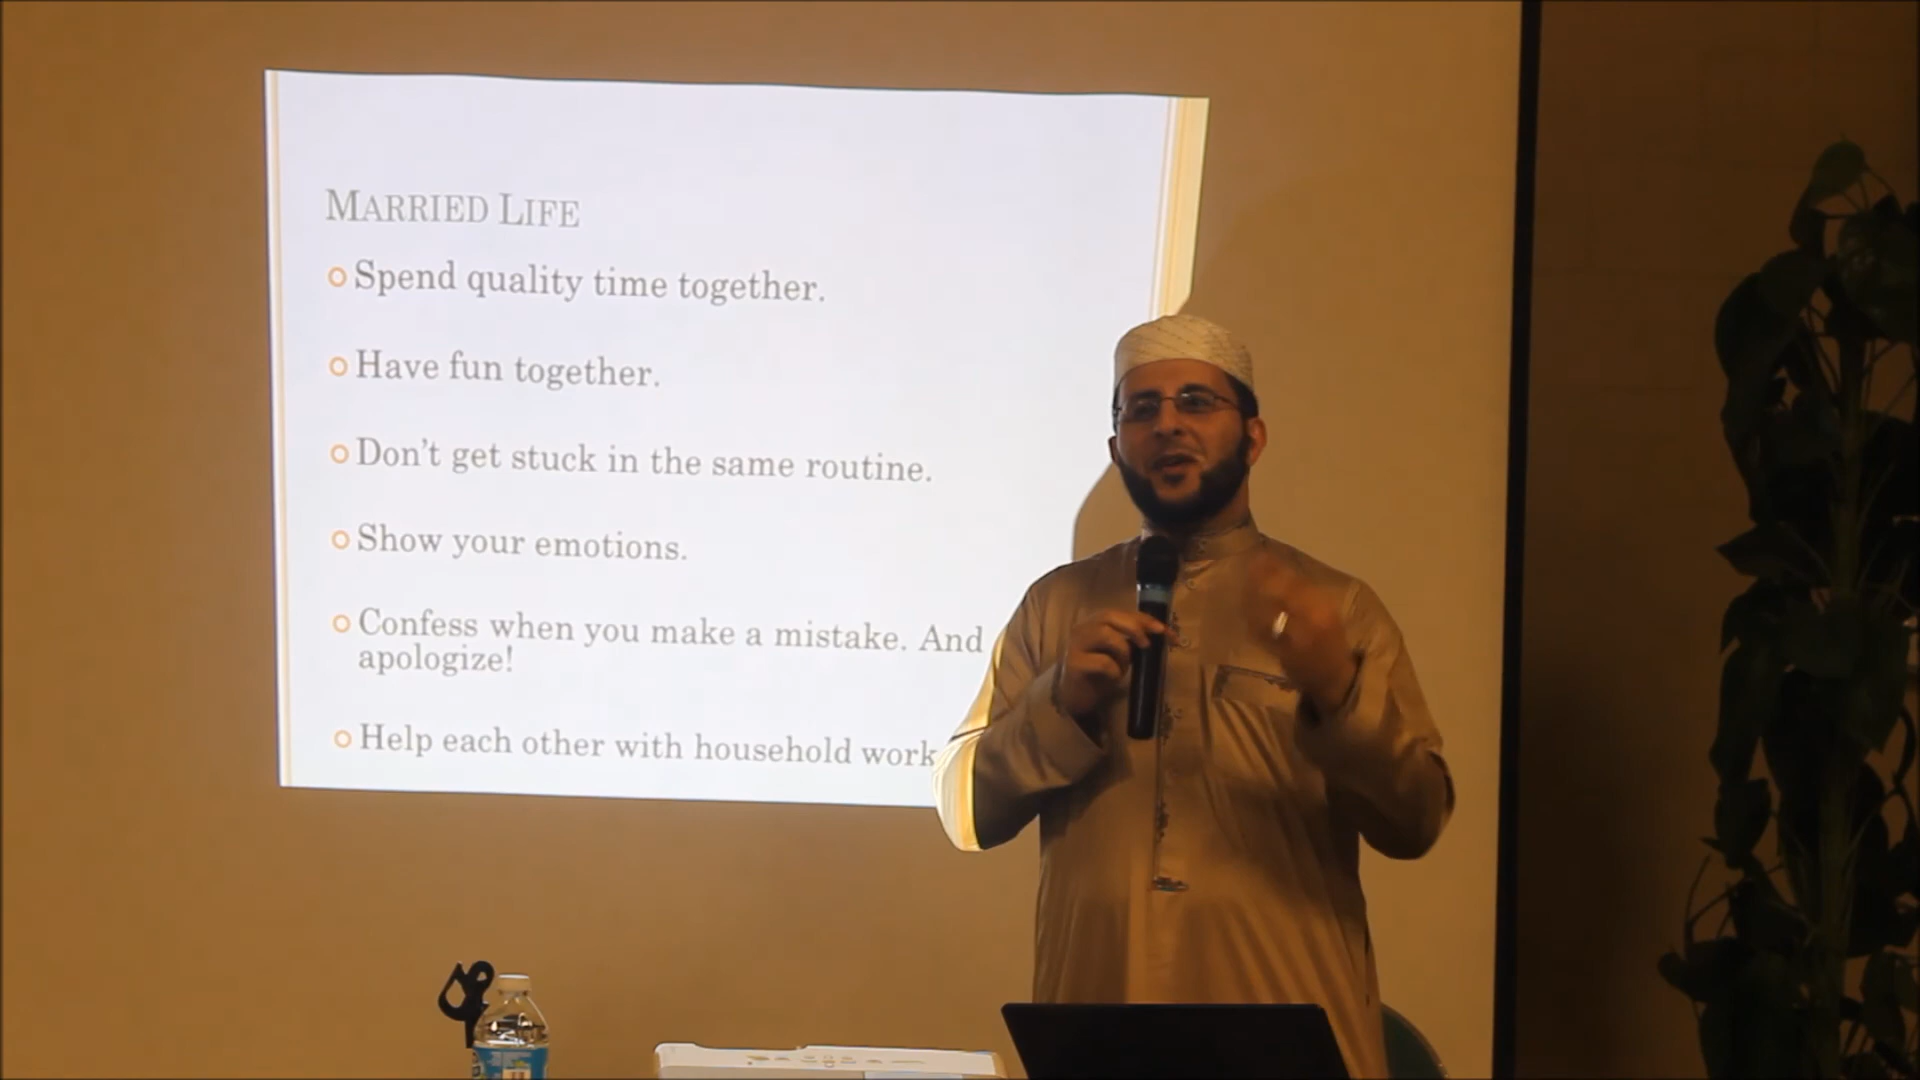 MARRIED LIFE
Spend quality time together.
Have fun together.
Don't get stuck in the same routine.
Show your emotions.
Confess when you make a mistake. And
apologize!
Help each other with household work